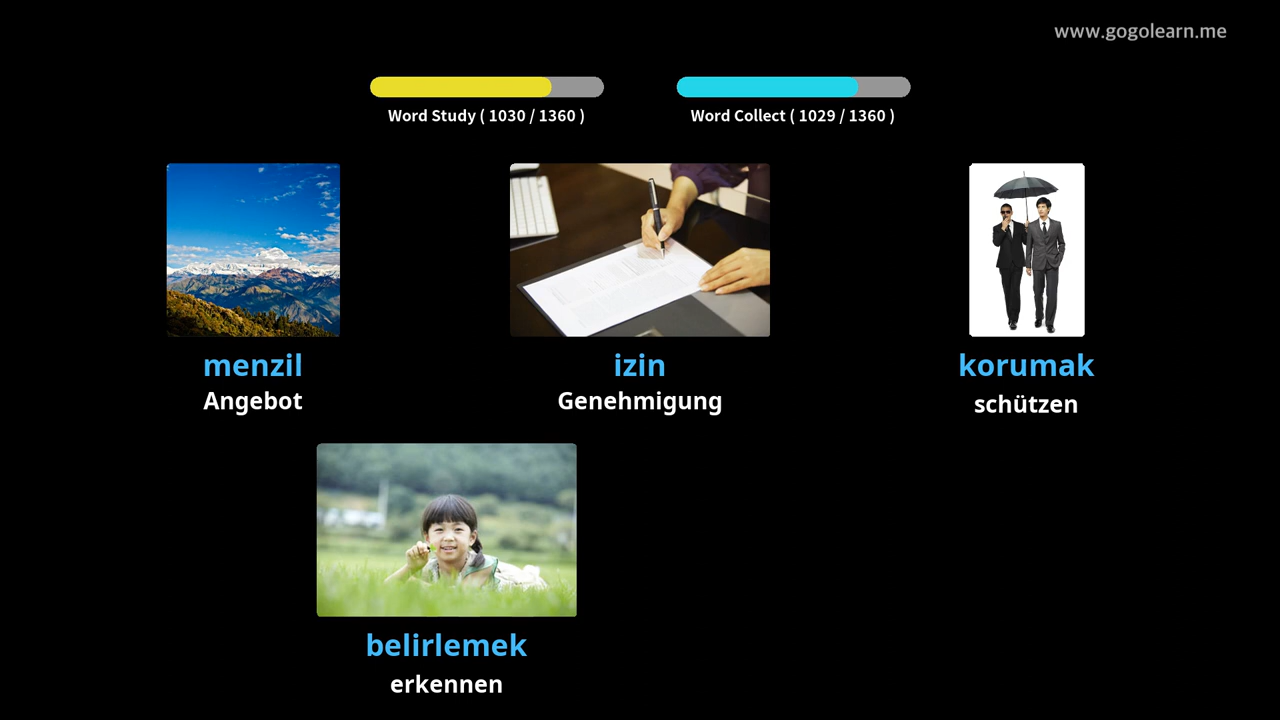 www.gogolearn.me
Word Study ( 1030 / 1360 )
Word Collect ( 1029 / 1360 )
menzil
Angebot
izin
Genehmigung
korumak
schützen
belirlemek
erkennen